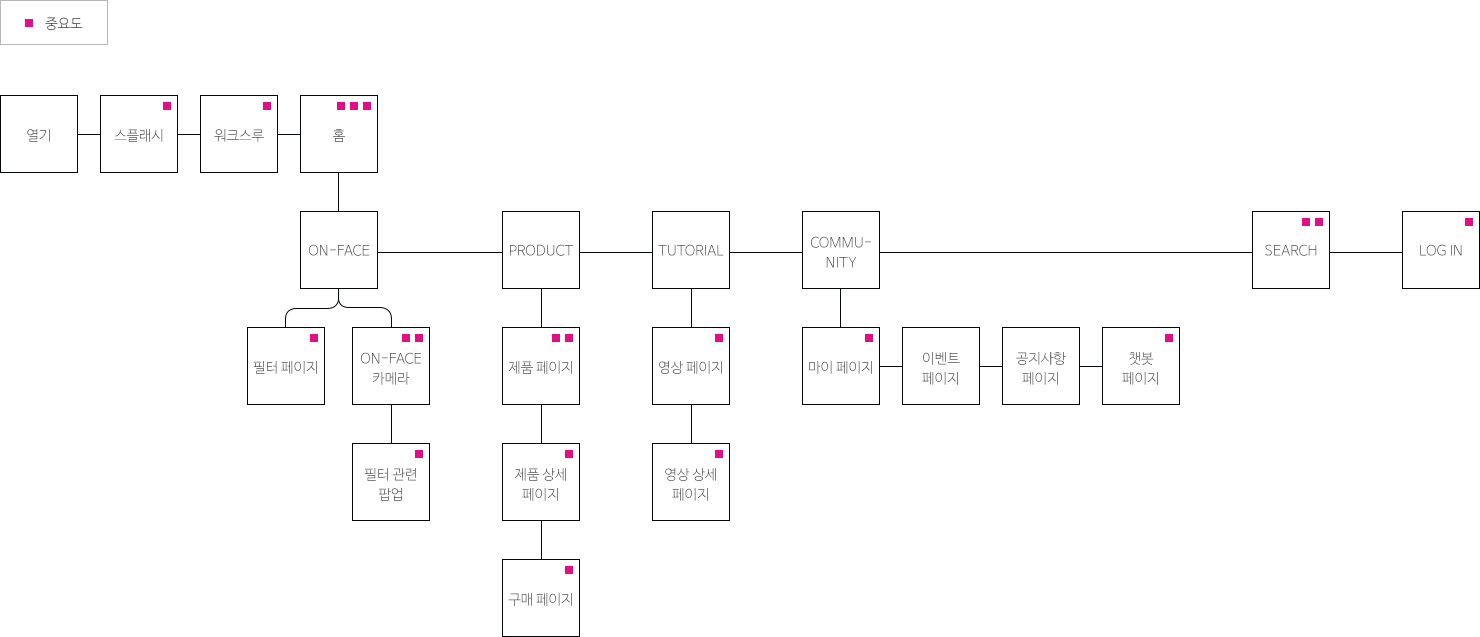 중요도
열기
스플래시
워크스루
홈
ON-FACE
PRODUCT
TUTORIAL
COMMU-
NITY
SEARCH
LOG IN
필터 페이지
ON-FACE
카메라
제품 페이지
영상 페이지
마이 페이지
이벤트
페이지
공지사항
페이지
챗봇
페이지
필터 관련
팝업
제품 상세
페이지
영상 상세
페이지
구매 페이지